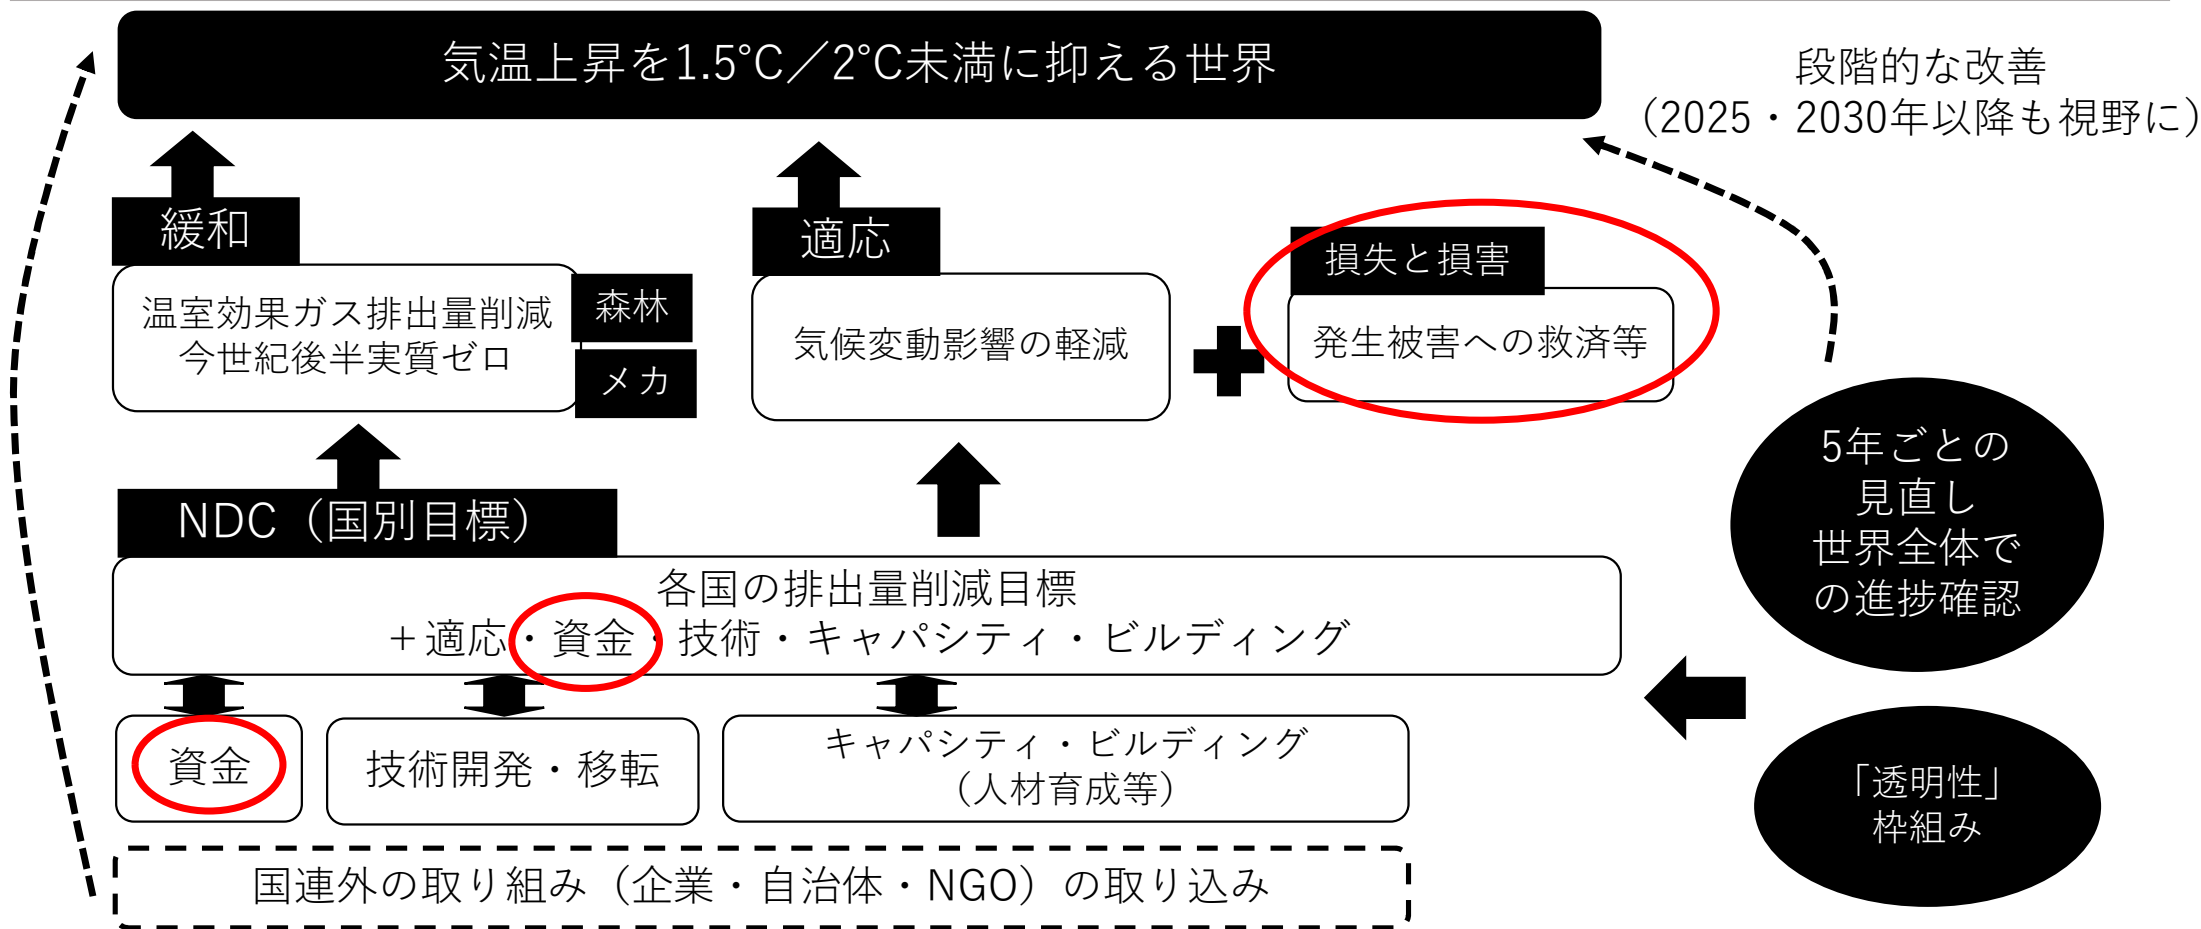 気温上昇を1.5℃／2℃未満に抑える世界
段階的な改善
（2025・2030年以降も視野に）
緩和
温室効果ガス排出量削減
今世紀後半実質ゼロ
森林
メカ
適応
気候変動影響の軽減
損失と損害
発生被害への救済等
5年ごとの
見直し
世界全体で
の進捗確認
NDC（国別目標）
各国の排出量削減目標
＋適応・資金・技術・キャパシティ・ビルディング
資金
技術開発・移転
キャパシティ・ビルディング
（人材育成等）
「透明性」
枠組み
国連外の取り組み（企業・自治体・NGO）の取り込み